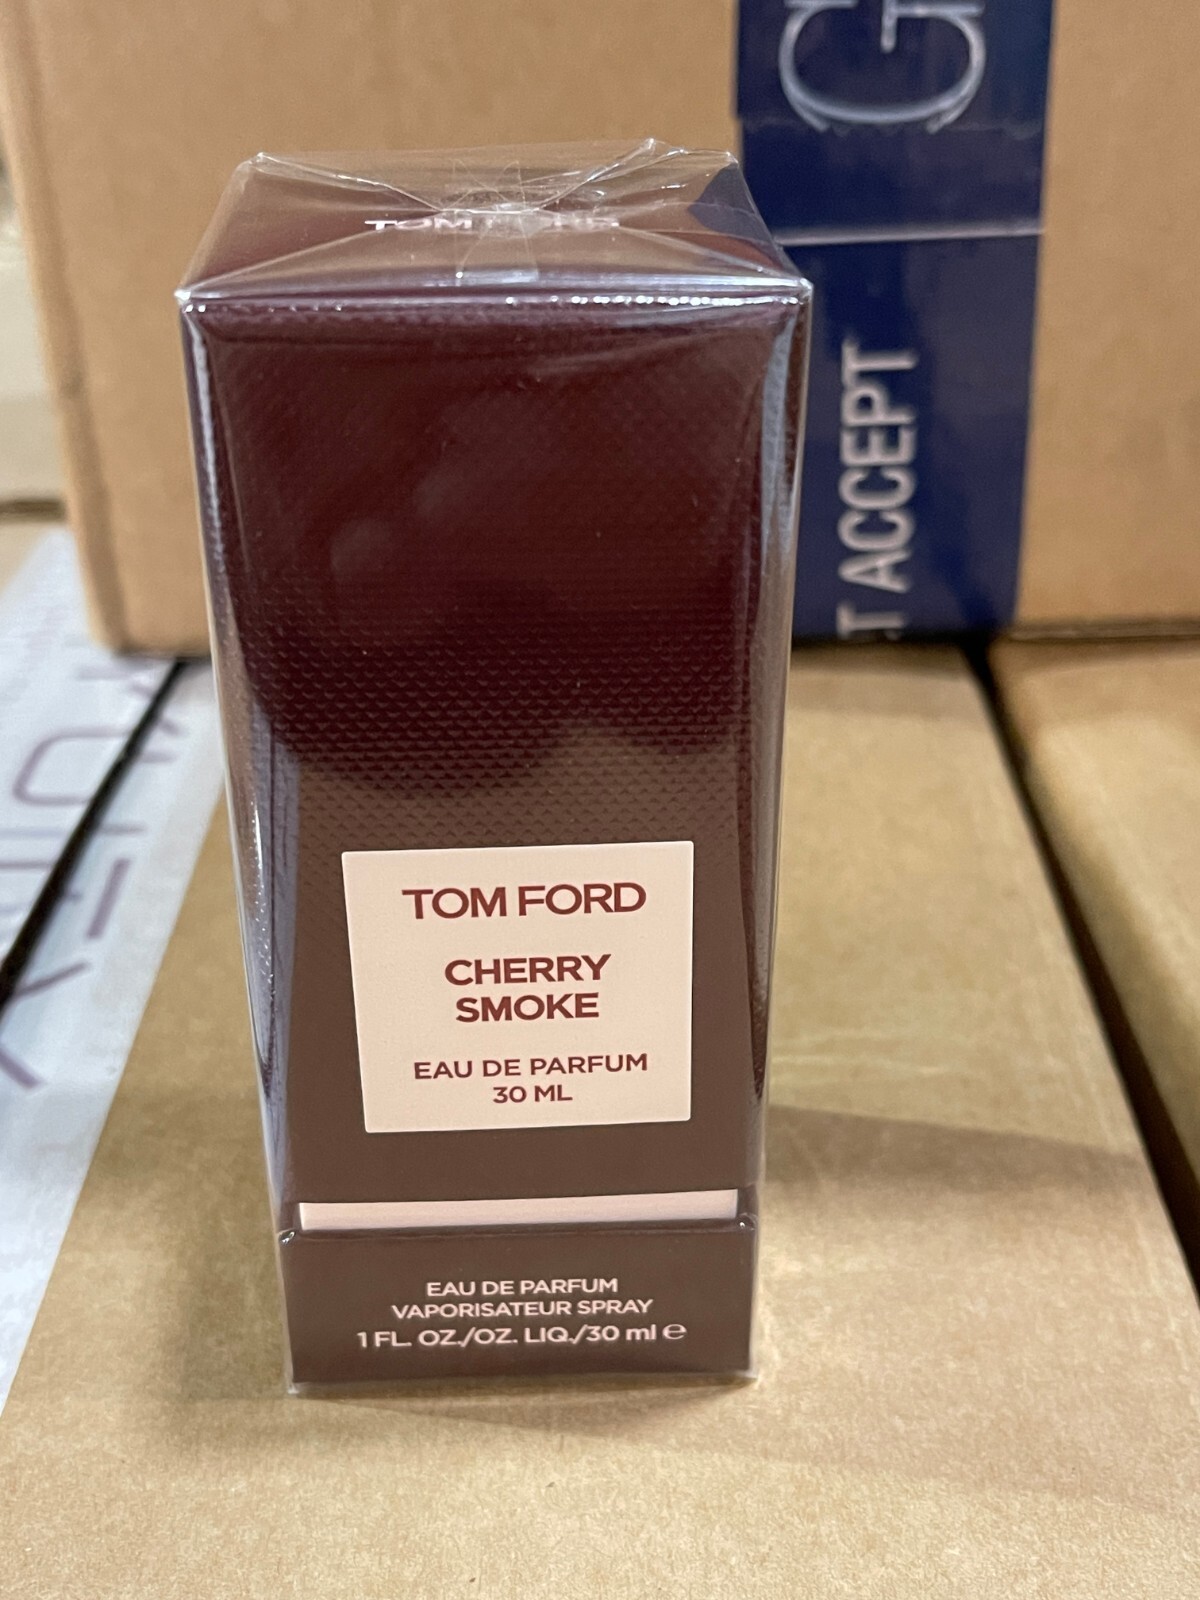 TOM FORD
CHERRY
SMOKE
EAU DE PARFUM
30 ML
EAU DE PARFUM
VAPORISATEUR SPRAY
1 FL. OZ./OZ. LIQ./30 ml ℮
ACCEPT